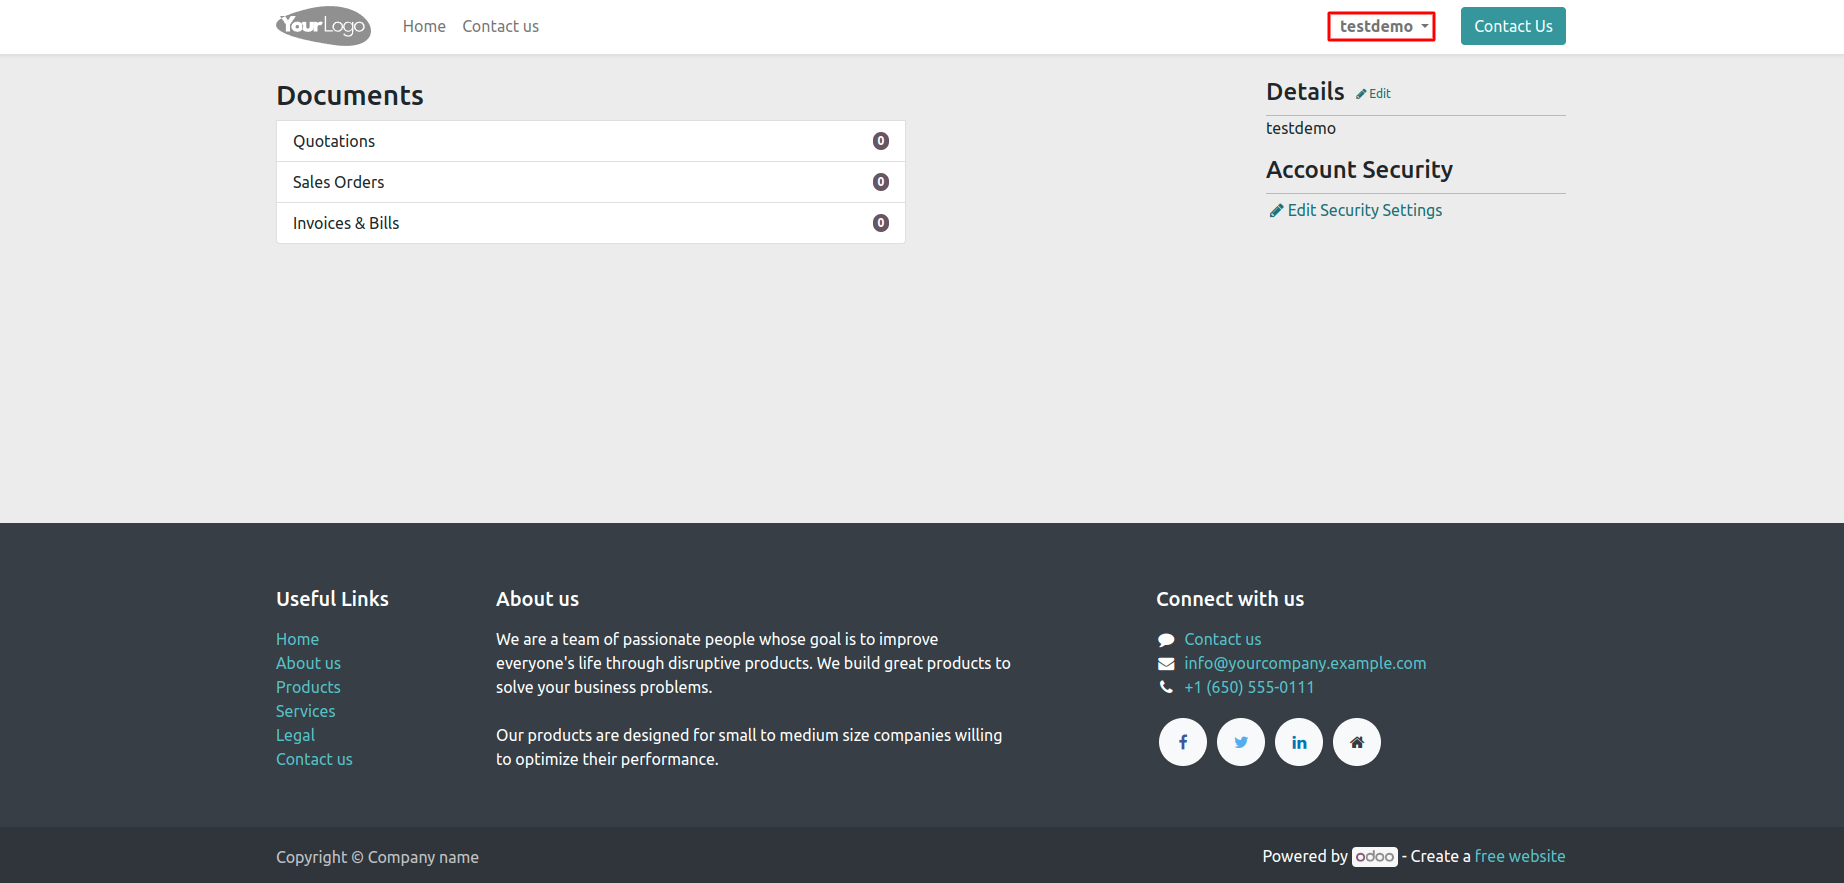 YourLogo Home Contact us testdemo Contact Us
Documents
Quotations 0
Sales Orders 0
Invoices & Bills 0
Details Edit
testdemo
Account Security
Edit Security Settings
Useful Links
Home
About us
Products
Services
Legal
Contact us
About us
We are a team of passionate people whose goal is to improve
everyone's life through disruptive products. We build great products to
solve your business problems.
Our products are designed for small to medium size companies willing
to optimize their performance.
Connect with us
Contact us
info@yourcompany.example.com
+1 (650) 555-0111
Copyright © Company name
Powered by odoo - Create a free website